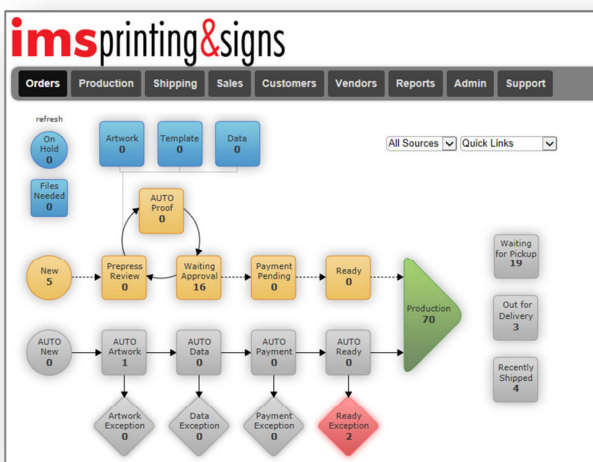 imsprinting&signs
Orders Production Shipping Sales Customers Vendors Reports Admin Support
refresh
On
Hold
0
Artwork
0
Template
0
Data
0
All Sources
Quick Links
Files
Needed
0
AUTO
Proof
0
New
5
Prepress
Review
0
Waiting
Approval
16
Payment
Pending
0
Ready
0
Production
70
Waiting
for Pickup
19
Out for
Delivery
3
Recently
Shipped
4
AUTO
New
0
AUTO
Artwork
1
AUTO
Data
0
AUTO
Payment
0
AUTO
Ready
0
Artwork
Exception
0
Data
Exception
0
Payment
Exception
0
Ready
Exception
2